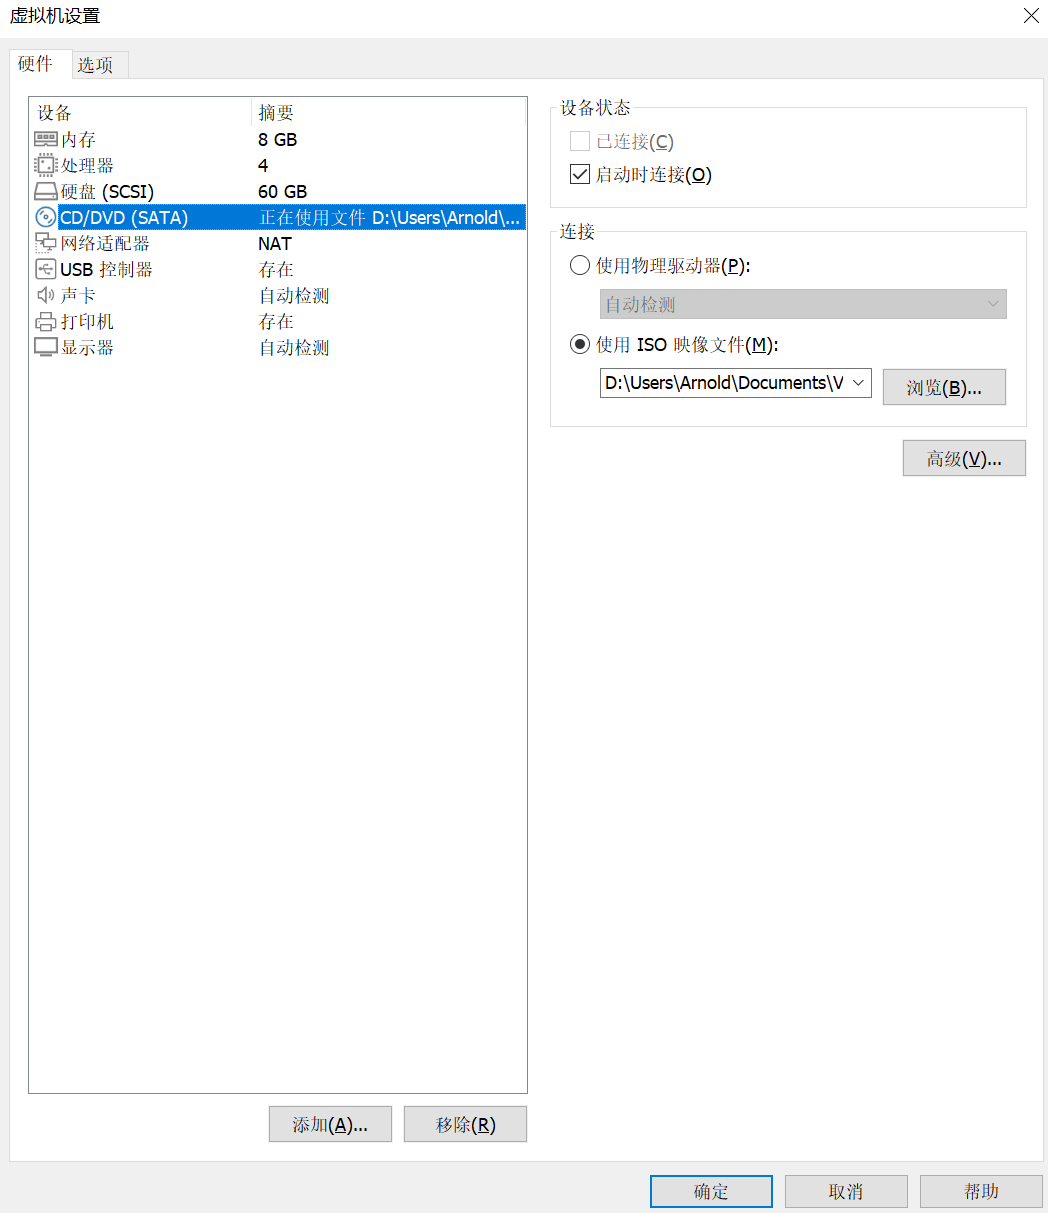 虚拟机设置
硬件 选项
设备 摘要
内存 8 GB
处理器 4
硬盘 (SCSI) 60 GB
CD/DVD (SATA) 正在使用文件 D:\Users\Arnold\...
网络适配器 NAT
USB 控制器 存在
声卡 自动检测
打印机 存在
显示器 自动检测
添加(A)... 移除(R)
设备状态
已连接(C)
启动时连接(O)
连接
使用物理驱动器(P):
自动检测
使用 ISO 映像文件(M):
D:\Users\Arnold\Documents\V 浏览(B)...
高级(V)...
确定 取消 帮助